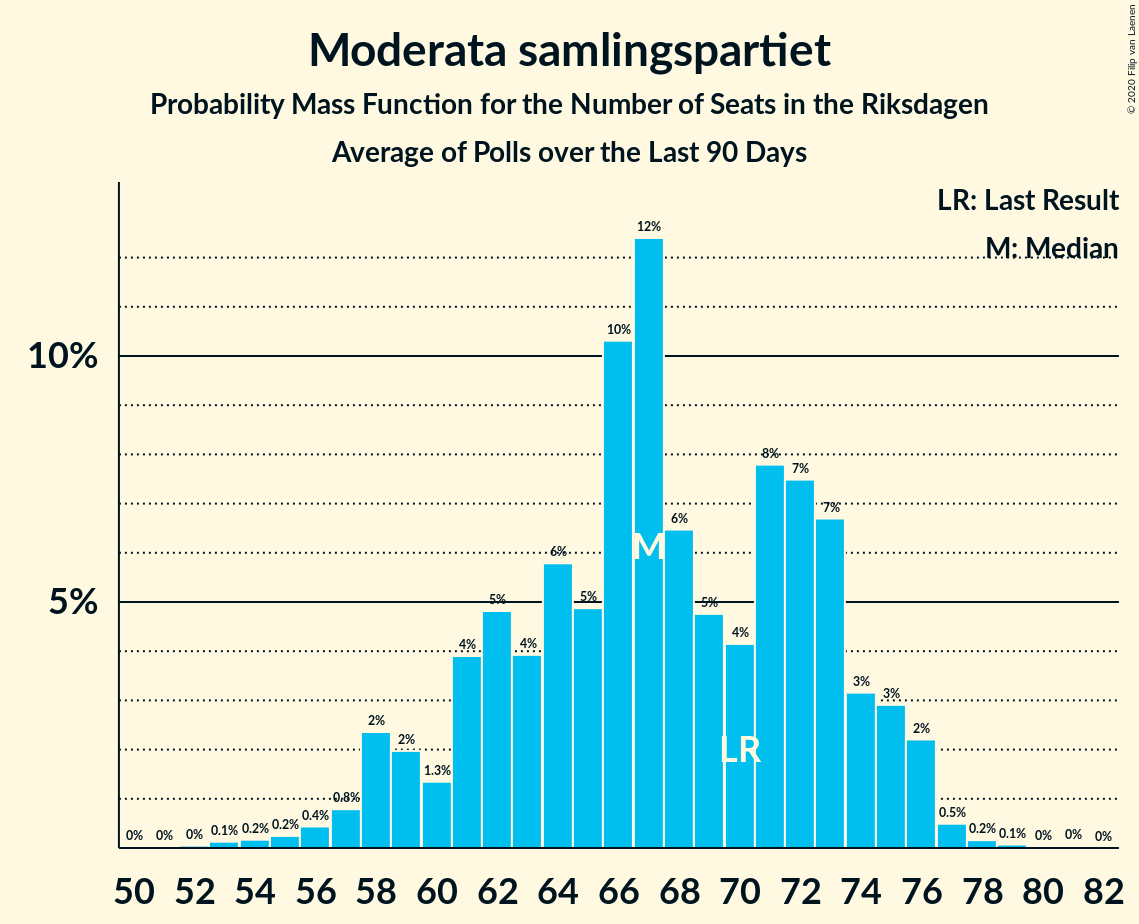 Moderata samlingspartiet
Probability Mass Function for the Number of Seats in the Riksdagen
Average of Polls over the Last 90 Days
© 2020 Filip van Laenen
LR: Last Result
M: Median
10%
5%
0% 0% 0% 0.1% 0.2% 0.2% 0.4% 0.8% 2% 2% 1.3% 4% 5% 4% 6% 5% 10% 12% 6% 5% 4% 8% 7% 7% 3% 3% 2% 0.5% 0.2% 0.1% 0% 0% 0%
M
LR
50 52 54 56 58 60 62 64 66 68 70 72 74 76 78 80 82